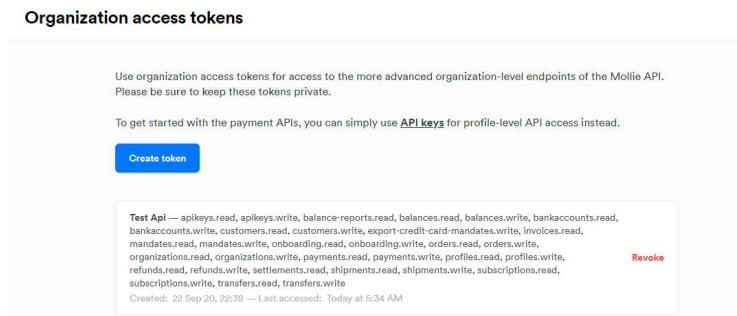 Organization access tokens
Use organization access tokens for access to the more advanced organization-level endpoints of the Mollie API.
Please be sure to keep these tokens private.
To get started with the payment APIs, you can simply use API keys for profile-level API access instead.
Create token
Test Api — apikeys.read, apikeys.write, balance-reports.read, balances.read, balances.write, bankaccounts.read,
bankaccounts.write, customers.read, customers.write, export-credit-card-mandates.write, invoices.read,
mandates.read, mandates.write, onboarding.read, onboarding.write, orders.read, orders.write,
organizations.read, organizations.write, payments.read, payments.write, profiles.read, profiles.write,
Revoke
refunds.read, refunds.write, settlements.read, shipments.read, shipments.write, subscriptions.read,
subscriptions.write, transfers.read, transfers.write
Created: 22 Sep 20, 22:38 — Last accessed: Today at 5:34 AM